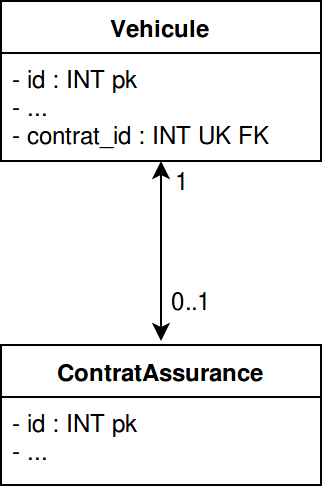 Vehicule
- id : INT pk
- ...
- contrat_id : INT UK FK
1
0..1
ContratAssurance
- id : INT pk
- ...